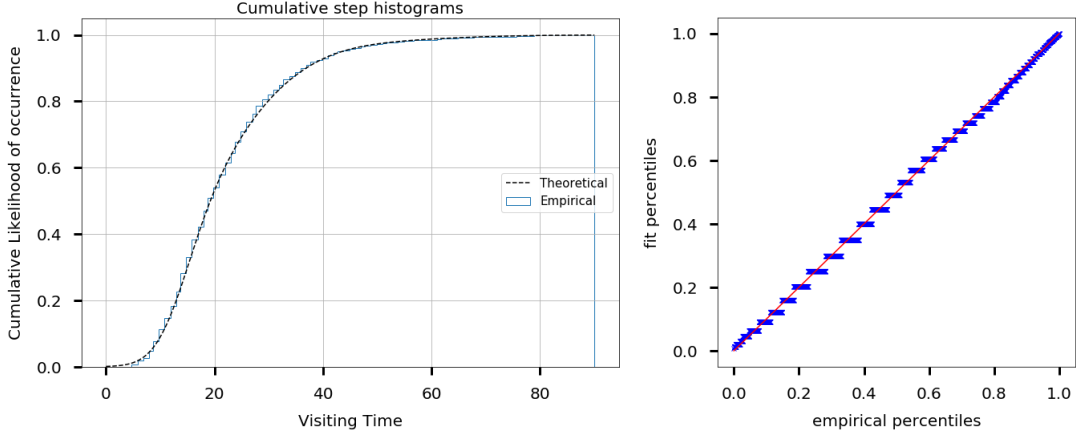 Cumulative step histograms
Cumulative Likelihood of occurrence
1.0
0.8
0.6
0.4
0.2
0.0
Theoretical
Empirical
0 20 40 60 80
Visiting Time
fit percentiles
1.0
0.8
0.6
0.4
0.2
0.0
0.0 0.2 0.4 0.6 0.8 1.0
empirical percentiles